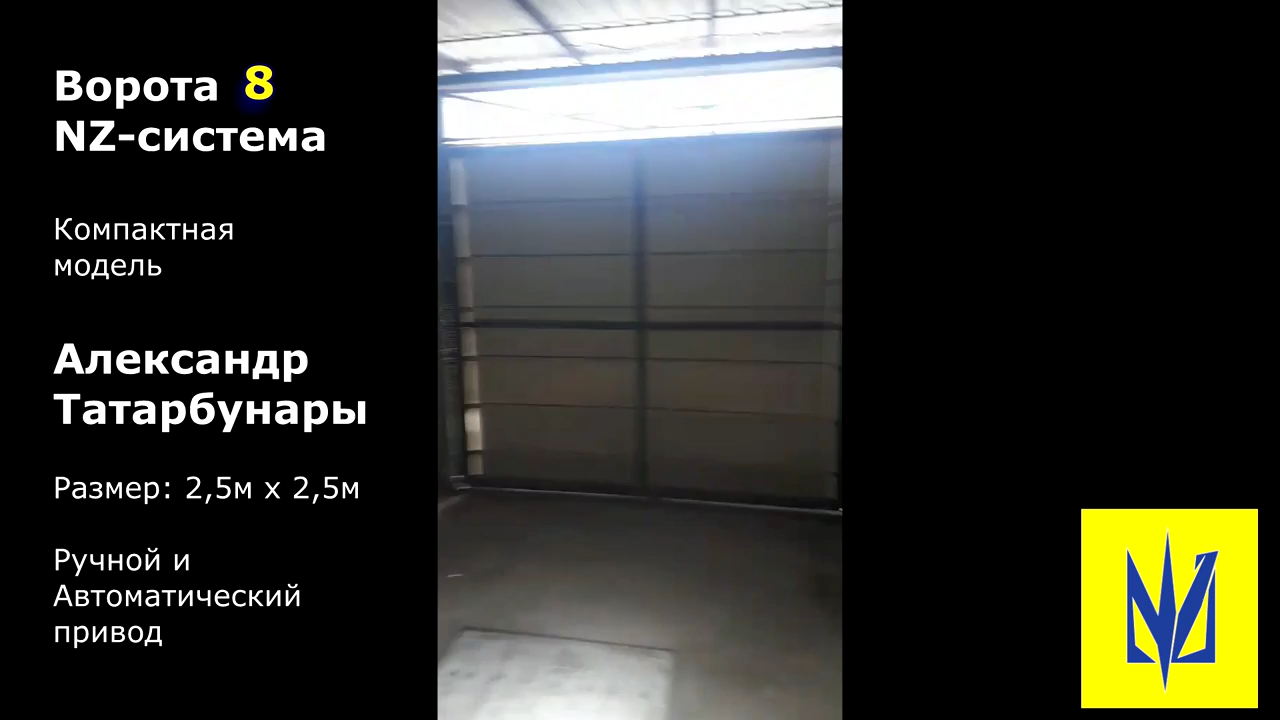 Ворота 8
NZ-система
Компактная
модель
Александр
Татарбунары
Размер: 2,5м х 2,5м
Ручной и
Автоматический
привод